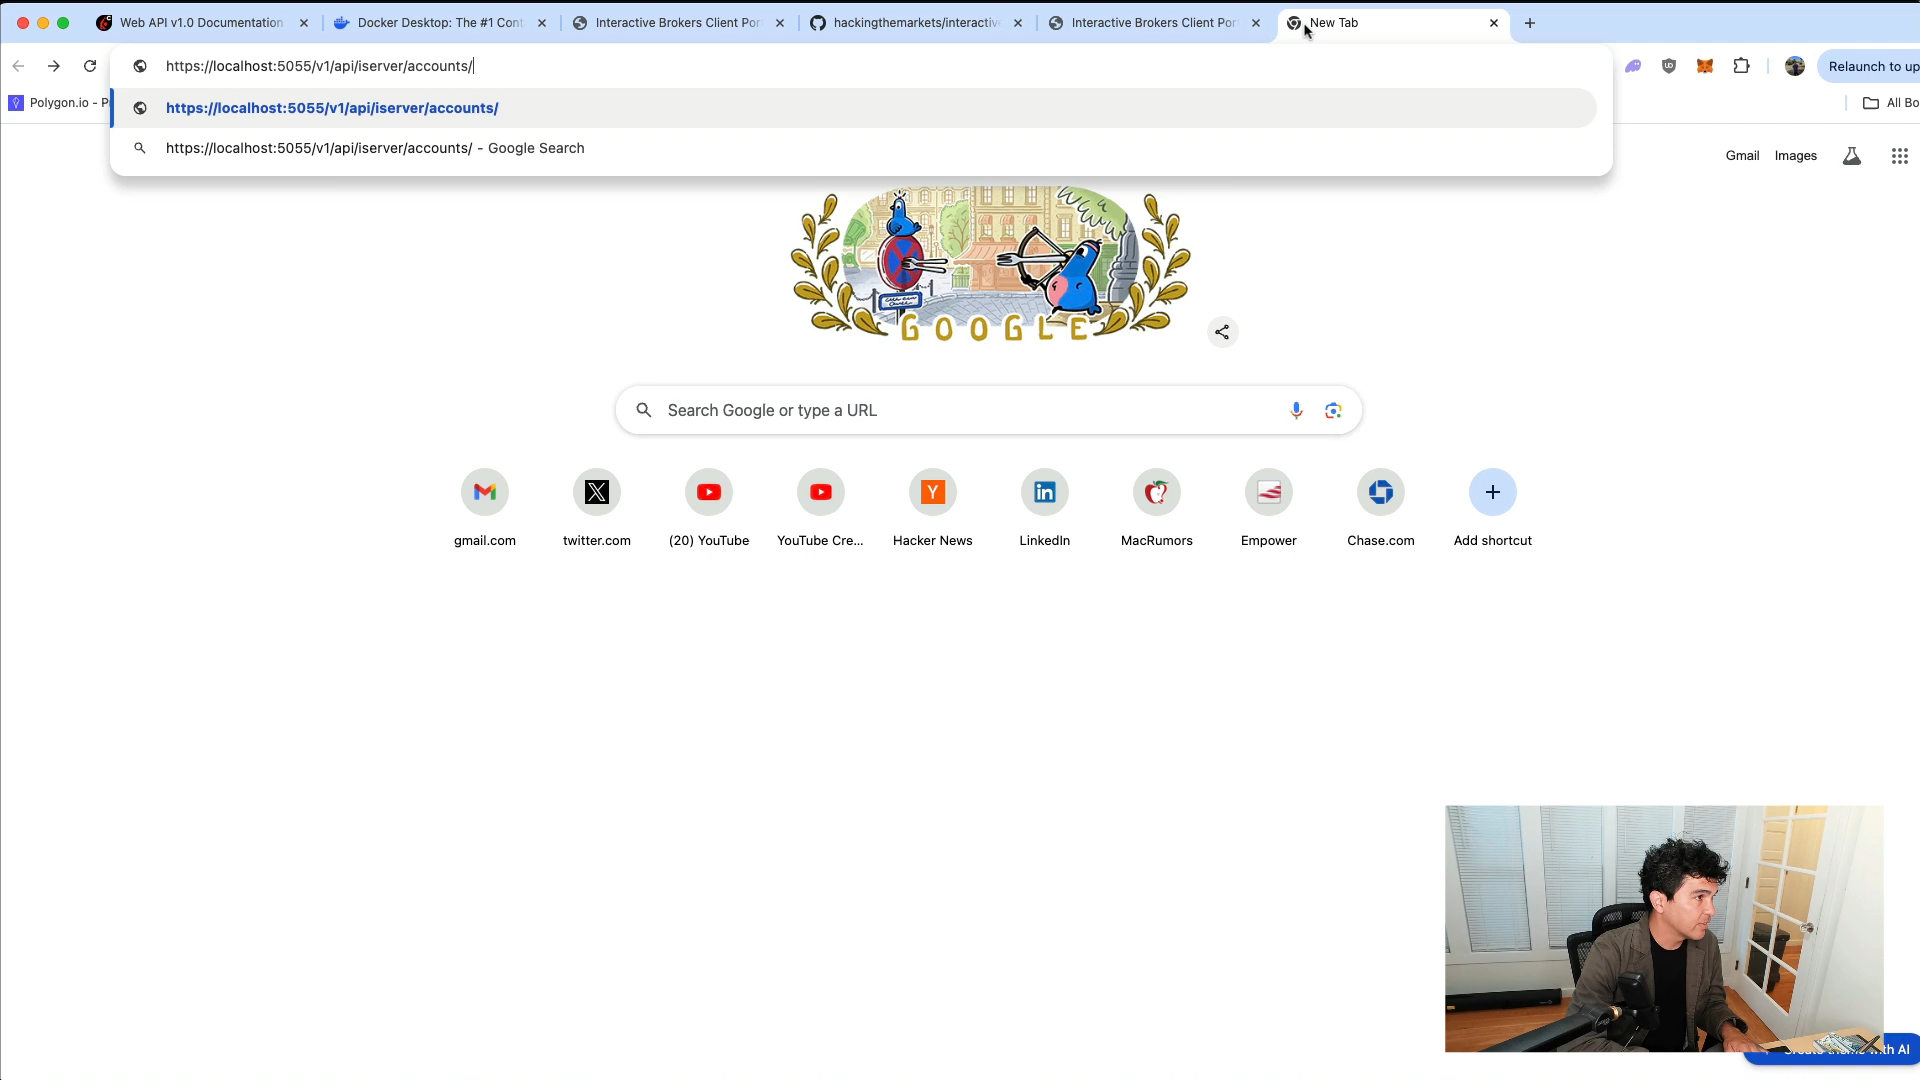 Web API v1.0 Documentation
Docker Desktop: The #1 Cont
Interactive Brokers Client Por
hackingthemarkets/interactive
Interactive Brokers Client Por
New Tab
https://localhost:5055/v1/api/iserver/accounts/
Relaunch to up
Polygon.io - P
https://localhost:5055/v1/api/iserver/accounts/
All Bo
https://localhost:5055/v1/api/iserver/accounts/ - Google Search
Gmail Images
GOOGLE
Search Google or type a URL
gmail.com
twitter.com
(20) YouTube
YouTube Cre...
Hacker News
LinkedIn
MacRumors
Empower
Chase.com
Add shortcut
th AI